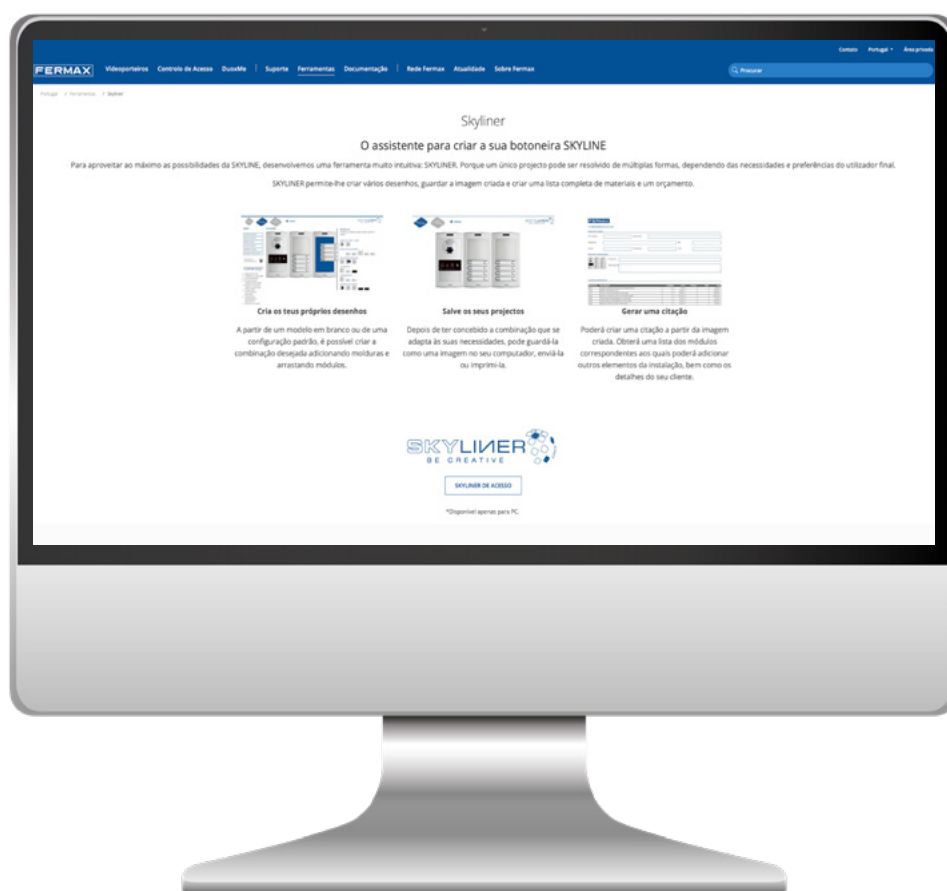 Contato Portugal Área privada
FERMAX Videoporteiros Controlo de Acesso DuoxMe Suporte Ferramentas Documentação Rede Fermax Atualidade Sobre Fermax Procurar
Portugal / Ferramentas / Skyliner
Skyliner
O assistente para criar a sua botoneira SKYLINE
Para aproveitar ao máximo as possibilidades da SKYLINE, desenvolvemos uma ferramenta muito intuitiva: SKYLINER. Porque um único projecto pode ser resolvido de múltiplas formas, dependendo das necessidades e preferências do utilizador final.
SKYLINER permite-lhe criar vários desenhos, guardar a imagem criada e criar uma lista completa de materiais e um orçamento.
Cria os teus próprios desenhos
A partir de um modelo em branco ou de uma
configuração padrão, é possível criar a
combinação desejada adicionando molduras e
arrastando módulos.
Salve os seus projectos
Depois de ter concebido a combinação que se
adapta às suas necessidades, pode guardá-la
como uma imagem no seu computador, enviá-la
ou imprimi-la.
Gerar uma citação
Poderá criar uma citação a partir da imagem
criada. Obterá uma lista dos módulos
correspondentes aos quais poderá adicionar
outros elementos da instalação, bem como os
detalhes do seu cliente.
SKYLINER
BE CREATIVE
SKYLINER DE ACESSO
*Disponível apenas para PC.